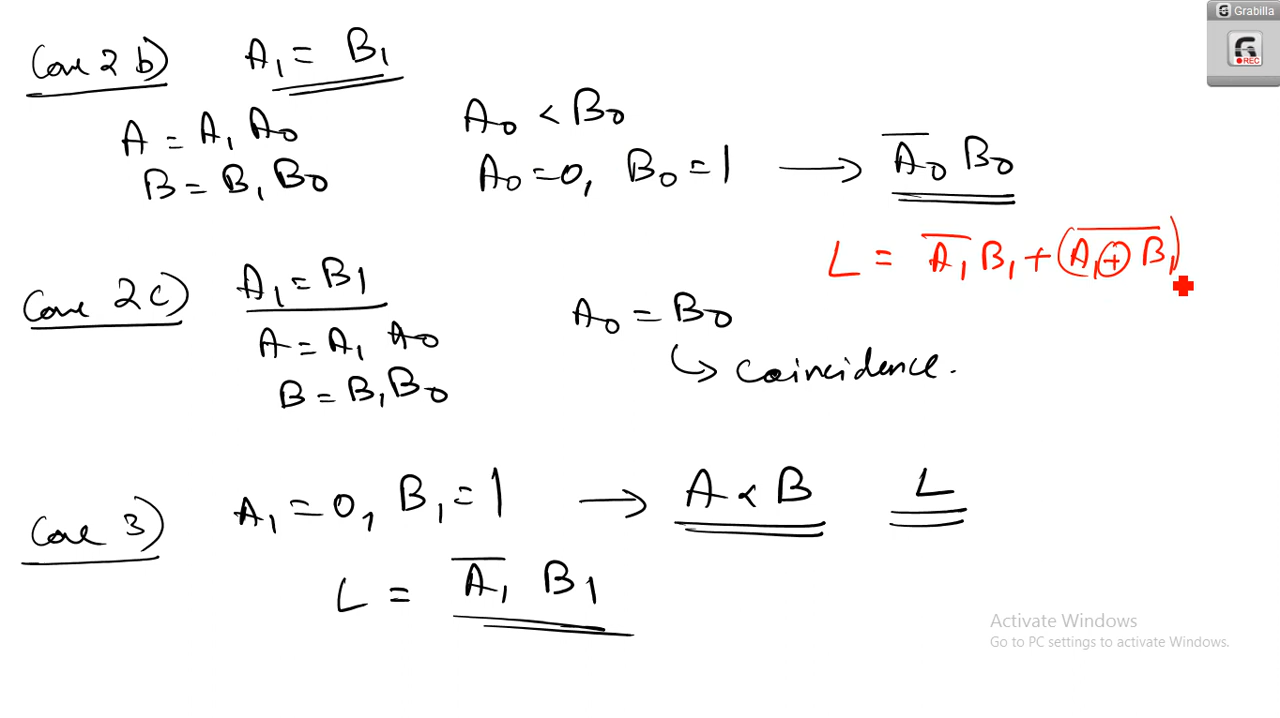 Grabilla
REC
Case 2 b) A₁ = B₁
A = A₁ A₀
B = B₁ B₀
A₀ < B₀
A₀ = 0, B₀ = 1 → A̅₀ B₀
L = A̅₁ B₁ + (A̅₁ ⊕ B̅₁)
Case 2 c) A₁ = B₁
A = A₁ A₀
B = B₁ B₀
A₀ = B₀
↳ coincidence.
Case 3) A₁ = 0, B₁ = 1 → A < B L
L = A̅₁ B₁
Activate Windows
Go to PC settings to activate Windows.